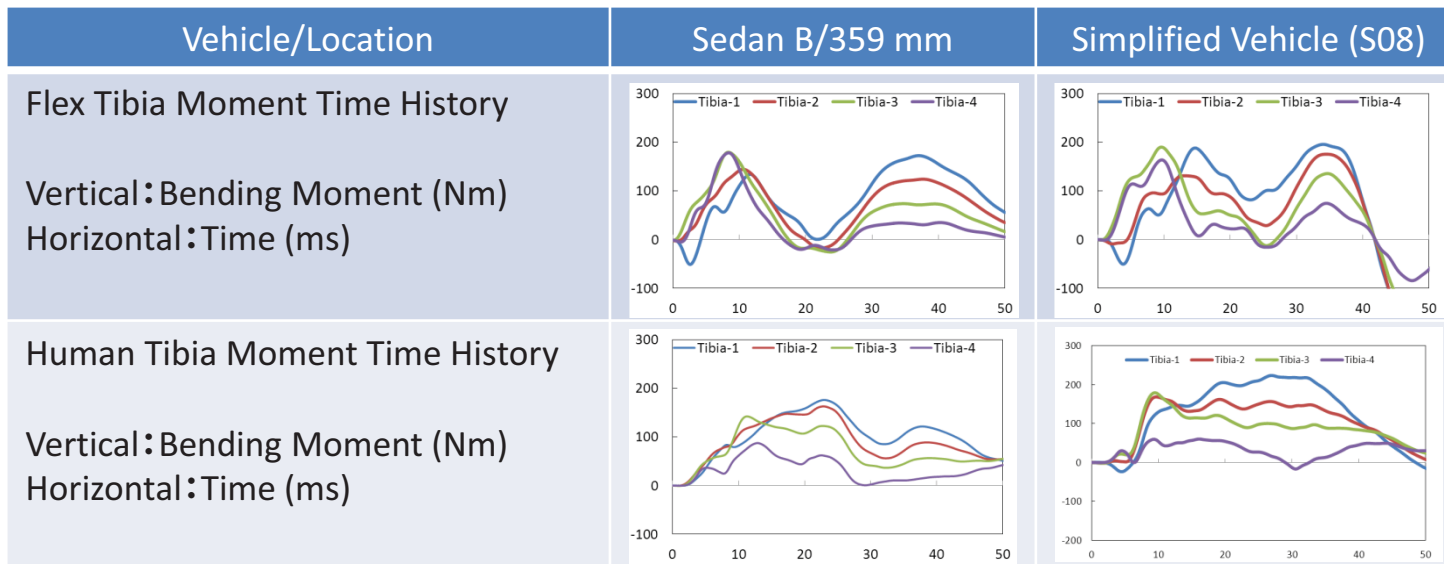 Vehicle/Location
Sedan B/359 mm
Simplified Vehicle (S08)
Flex Tibia Moment Time History
Vertical：Bending Moment (Nm)
Horizontal：Time (ms)
300
200
100
0
-100
Tibia-1 Tibia-2 Tibia-3 Tibia-4
0 10 20 30 40 50
300
200
100
0
-100
Tibia-1 Tibia-2 Tibia-3 Tibia-4
0 10 20 30 40 50
Human Tibia Moment Time History
Vertical：Bending Moment (Nm)
Horizontal：Time (ms)
300
200
100
0
-100
Tibia-1 Tibia-2 Tibia-3 Tibia-4
0 10 20 30 40 50
300
200
100
0
-100
-200
Tibia-1 Tibia-2 Tibia-3 Tibia-4
0 10 20 30 40 50